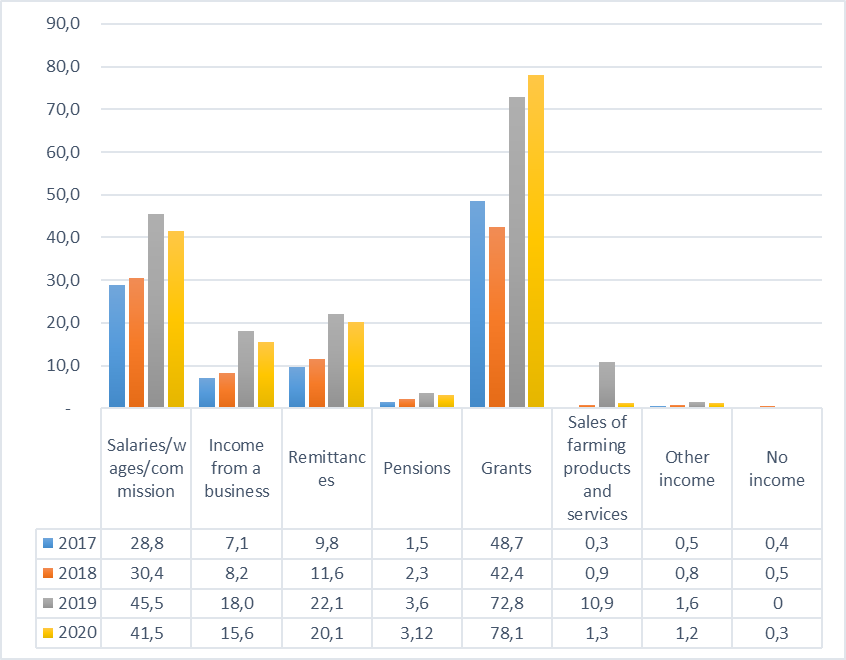 90,0
80,0
70,0
60,0
50,0
40,0
30,0
20,0
10,0
-
Salaries/w
ages/com
mission
Income
from a
business
Remittanc
es
Pensions
Grants
Sales of
farming
products
and
services
Other
income
No
income
2017 28,8 7,1 9,8 1,5 48,7 0,3 0,5 0,4
2018 30,4 8,2 11,6 2,3 42,4 0,9 0,8 0,5
2019 45,5 18,0 22,1 3,6 72,8 10,9 1,6 0
2020 41,5 15,6 20,1 3,12 78,1 1,3 1,2 0,3